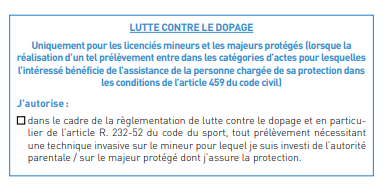 LUTTE CONTRE LE DOPAGE
Uniquement pour les licenciés mineurs et les majeurs protégés (lorsque la
réalisation d'un tel prélèvement entre dans les catégories d'actes pour lesquelles
l'intéressé bénéficie de l'assistance de la personne chargée de sa protection dans
les conditions de l'article 459 du code civil)
J'autorise :
dans le cadre de la règlementation de lutte contre le dopage et en particu-
lier de l'article R. 232-52 du code du sport, tout prélèvement nécessitant
une technique invasive sur le mineur pour lequel je suis investi de l'autorité
parentale / sur le majeur protégé dont j'assure la protection.